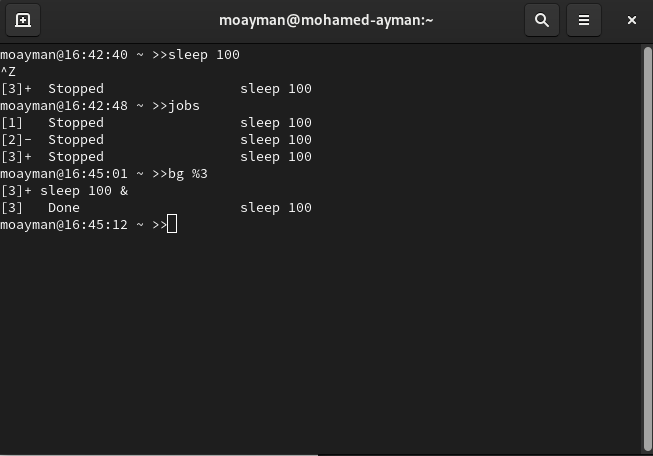 moayman@mohamed-ayman:~
moayman@16:42:40 ~ >>sleep 100
^Z
[3]+  Stopped                 sleep 100
moayman@16:42:48 ~ >>jobs
[1]   Stopped                 sleep 100
[2]-  Stopped                 sleep 100
[3]+  Stopped                 sleep 100
moayman@16:45:01 ~ >>bg %3
[3]+ sleep 100 &
[3]   Done                    sleep 100
moayman@16:45:12 ~ >>